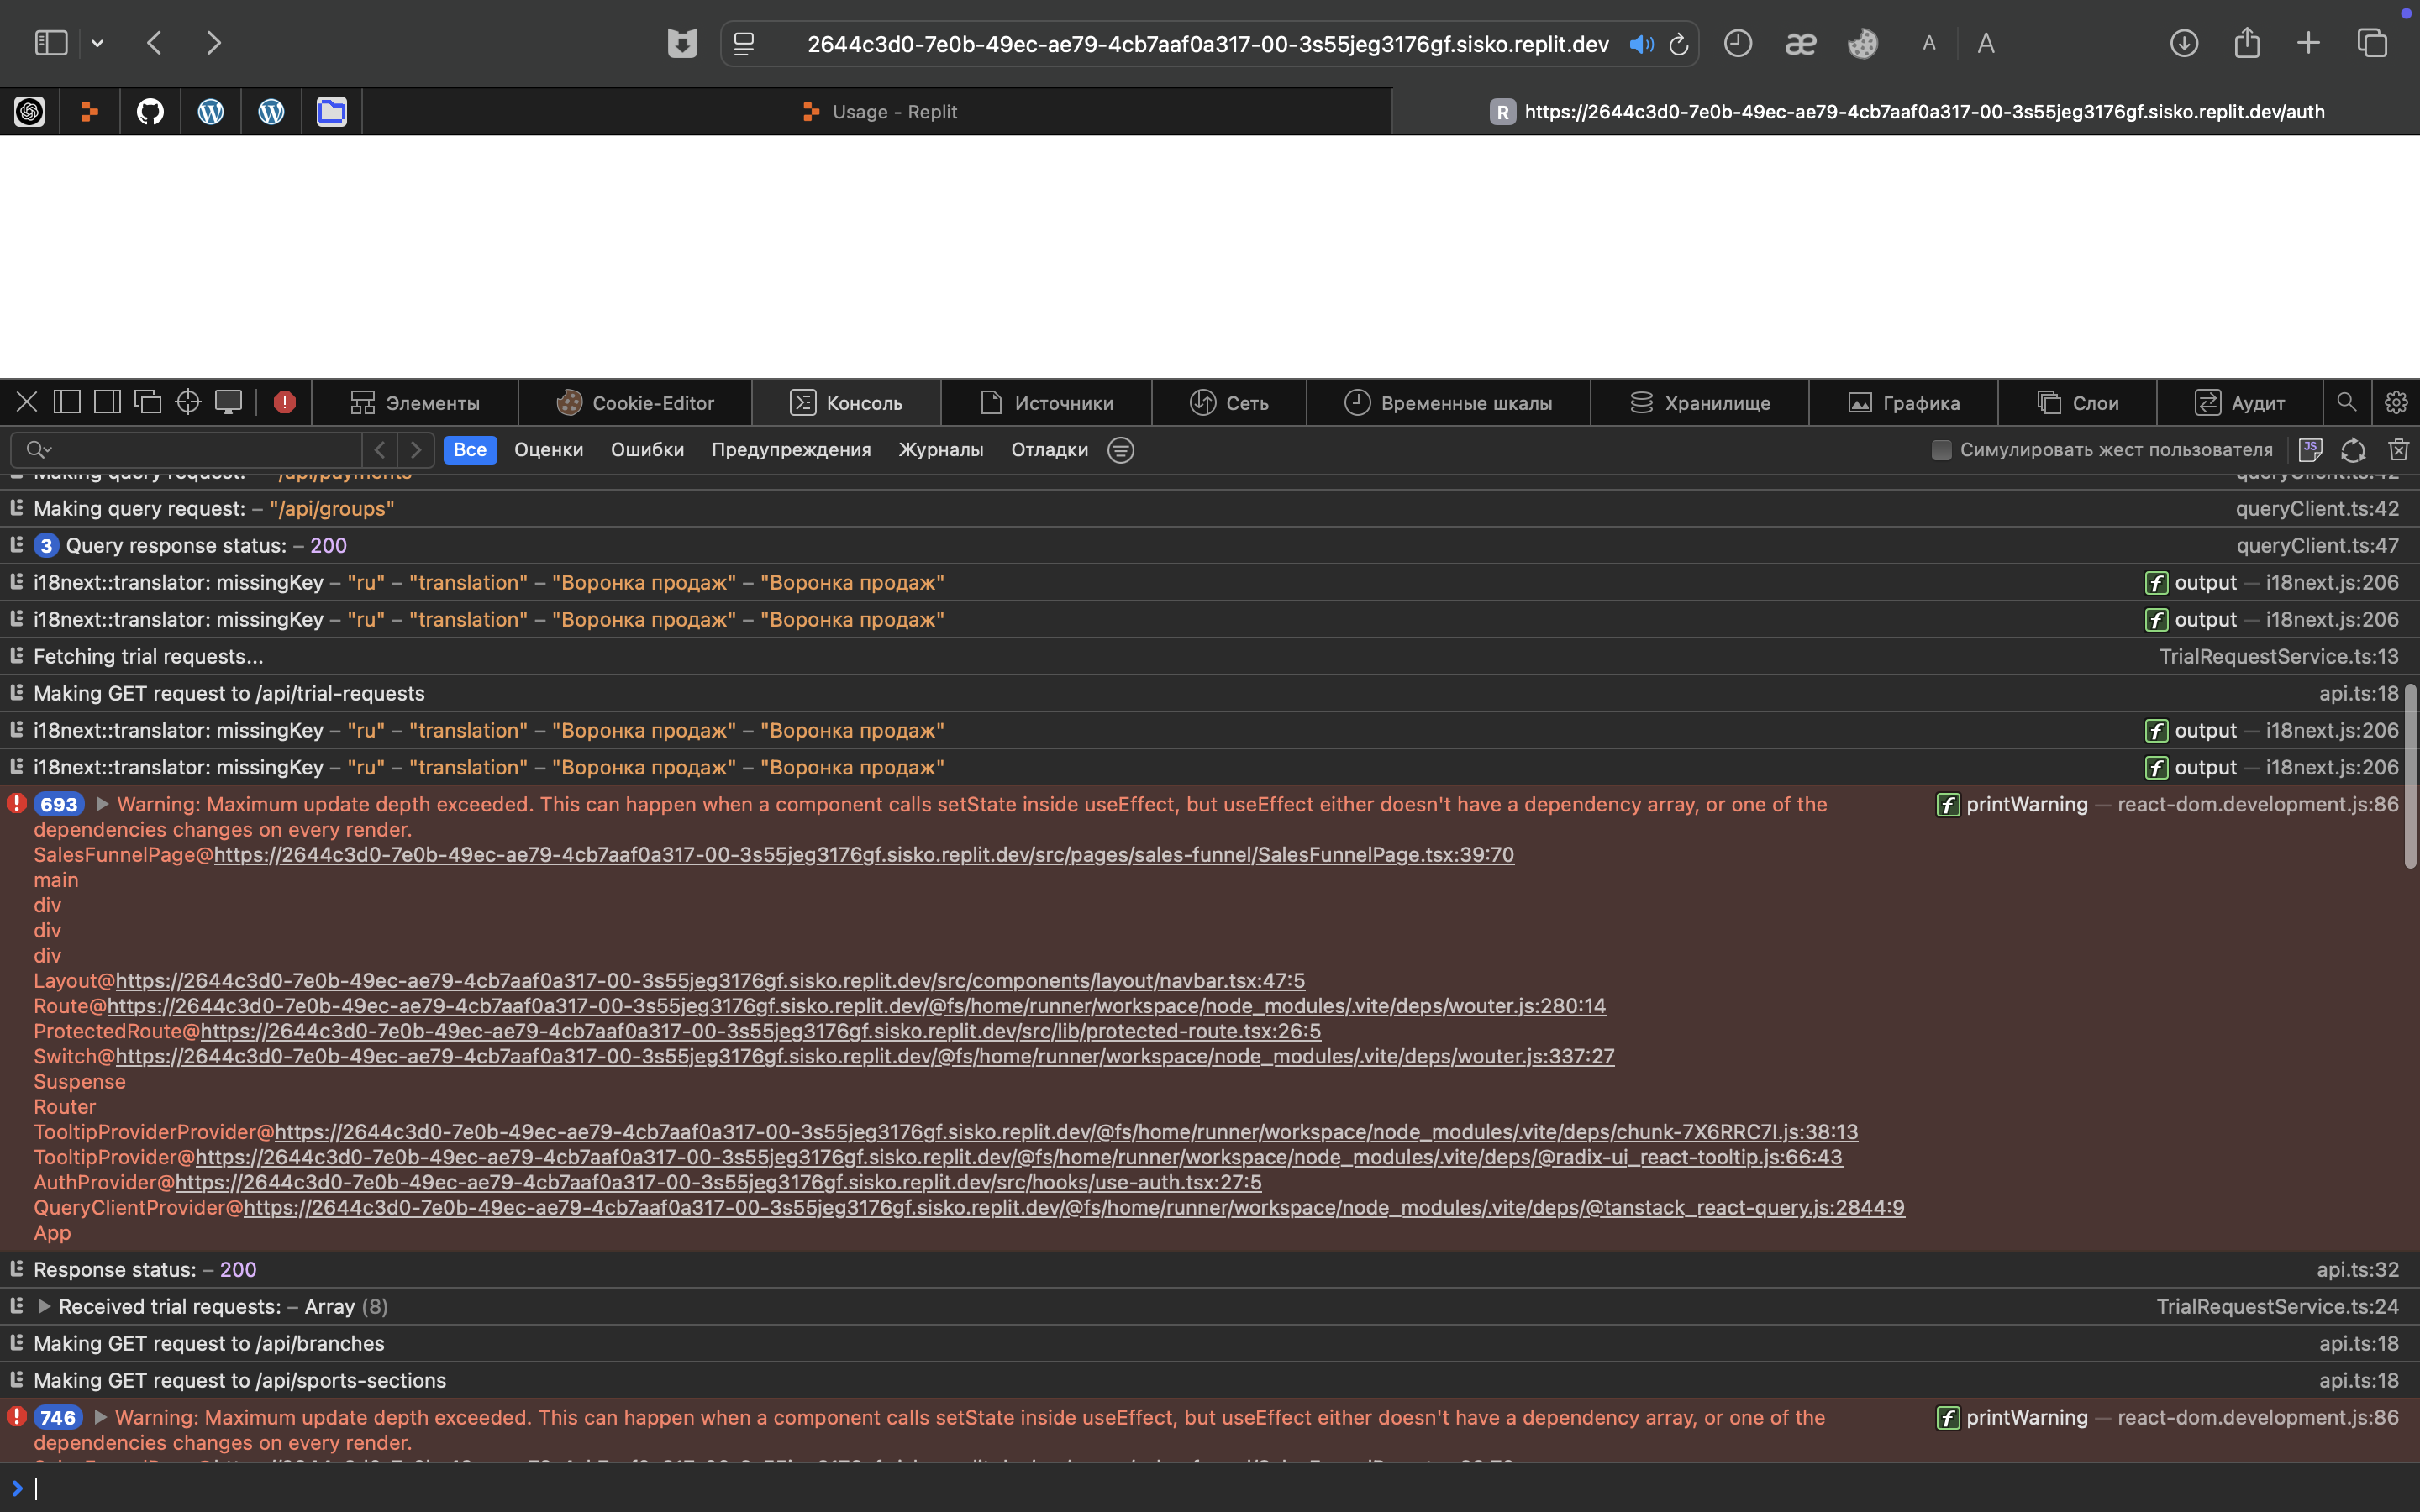 2644c3d0-7e0b-49ec-ae79-4cb7aaf0a317-00-3s55jeg3176gf.sisko.replit.dev
æ
A
A
Usage - Replit
R https://2644c3d0-7e0b-49ec-ae79-4cb7aaf0a317-00-3s55jeg3176gf.sisko.replit.dev/auth
Элементы
Cookie-Editor
Консоль
Источники
Сеть
Временные шкалы
Хранилище
Графика
Слои
Аудит
Все Оценки Ошибки Предупреждения Журналы Отладки
Симулировать жест пользователя
JS
Making query request: – "/api/payments" queryClient.ts:42
Making query request: – "/api/groups" queryClient.ts:42
3 Query response status: – 200 queryClient.ts:47
i18next::translator: missingKey – "ru" – "translation" – "Воронка продаж" – "Воронка продаж" f output — i18next.js:206
i18next::translator: missingKey – "ru" – "translation" – "Воронка продаж" – "Воронка продаж" f output — i18next.js:206
Fetching trial requests... TrialRequestService.ts:13
Making GET request to /api/trial-requests api.ts:18
i18next::translator: missingKey – "ru" – "translation" – "Воронка продаж" – "Воронка продаж" f output — i18next.js:206
i18next::translator: missingKey – "ru" – "translation" – "Воронка продаж" – "Воронка продаж" f output — i18next.js:206
693 Warning: Maximum update depth exceeded. This can happen when a component calls setState inside useEffect, but useEffect either doesn't have a dependency array, or one of the f printWarning — react-dom.development.js:86
dependencies changes on every render.
SalesFunnelPage@https://2644c3d0-7e0b-49ec-ae79-4cb7aaf0a317-00-3s55jeg3176gf.sisko.replit.dev/src/pages/sales-funnel/SalesFunnelPage.tsx:39:70
main
div
div
div
Layout@https://2644c3d0-7e0b-49ec-ae79-4cb7aaf0a317-00-3s55jeg3176gf.sisko.replit.dev/src/components/layout/navbar.tsx:47:5
Route@https://2644c3d0-7e0b-49ec-ae79-4cb7aaf0a317-00-3s55jeg3176gf.sisko.replit.dev/@fs/home/runner/workspace/node_modules/.vite/deps/wouter.js:280:14
ProtectedRoute@https://2644c3d0-7e0b-49ec-ae79-4cb7aaf0a317-00-3s55jeg3176gf.sisko.replit.dev/src/lib/protected-route.tsx:26:5
Switch@https://2644c3d0-7e0b-49ec-ae79-4cb7aaf0a317-00-3s55jeg3176gf.sisko.replit.dev/@fs/home/runner/workspace/node_modules/.vite/deps/wouter.js:337:27
Suspense
Router
TooltipProviderProvider@https://2644c3d0-7e0b-49ec-ae79-4cb7aaf0a317-00-3s55jeg3176gf.sisko.replit.dev/@fs/home/runner/workspace/node_modules/.vite/deps/chunk-7X6RRC7I.js:38:13
TooltipProvider@https://2644c3d0-7e0b-49ec-ae79-4cb7aaf0a317-00-3s55jeg3176gf.sisko.replit.dev/@fs/home/runner/workspace/node_modules/.vite/deps/@radix-ui_react-tooltip.js:66:43
AuthProvider@https://2644c3d0-7e0b-49ec-ae79-4cb7aaf0a317-00-3s55jeg3176gf.sisko.replit.dev/src/hooks/use-auth.tsx:27:5
QueryClientProvider@https://2644c3d0-7e0b-49ec-ae79-4cb7aaf0a317-00-3s55jeg3176gf.sisko.replit.dev/@fs/home/runner/workspace/node_modules/.vite/deps/@tanstack_react-query.js:2844:9
App
Response status: – 200 api.ts:32
Received trial requests: – Array (8) TrialRequestService.ts:24
Making GET request to /api/branches api.ts:18
Making GET request to /api/sports-sections api.ts:18
746 Warning: Maximum update depth exceeded. This can happen when a component calls setState inside useEffect, but useEffect either doesn't have a dependency array, or one of the f printWarning — react-dom.development.js:86
dependencies changes on every render.